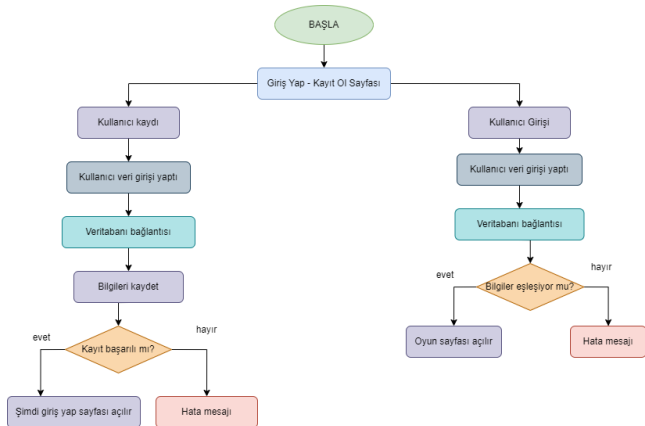 BAŞLA
Giriş Yap - Kayıt Ol Sayfası
Kullanıcı kaydı
Kullanıcı Girişi
Kullanıcı veri girişi yaptı
Kullanıcı veri girişi yaptı
Veritabanı bağlantısı
Veritabanı bağlantısı
Bilgileri kaydet
evet
Bilgiler eşleşiyor mu?
hayır
evet
Kayıt başarılı mı?
hayır
Oyun sayfası açılır
Hata mesajı
Şimdi giriş yap sayfası açılır
Hata mesajı